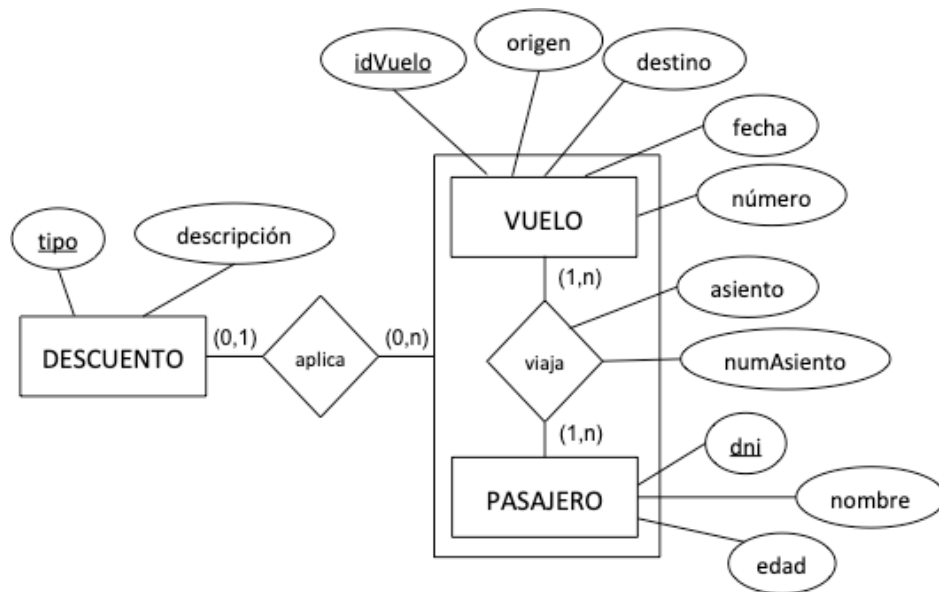 idVuelo
origen
destino
fecha
número
VUELO
tipo
descripción
(1,n)
asiento
DESCUENTO
(0,1)
aplica
(0,n)
viaja
numAsiento
(1,n)
dni
PASAJERO
nombre
edad